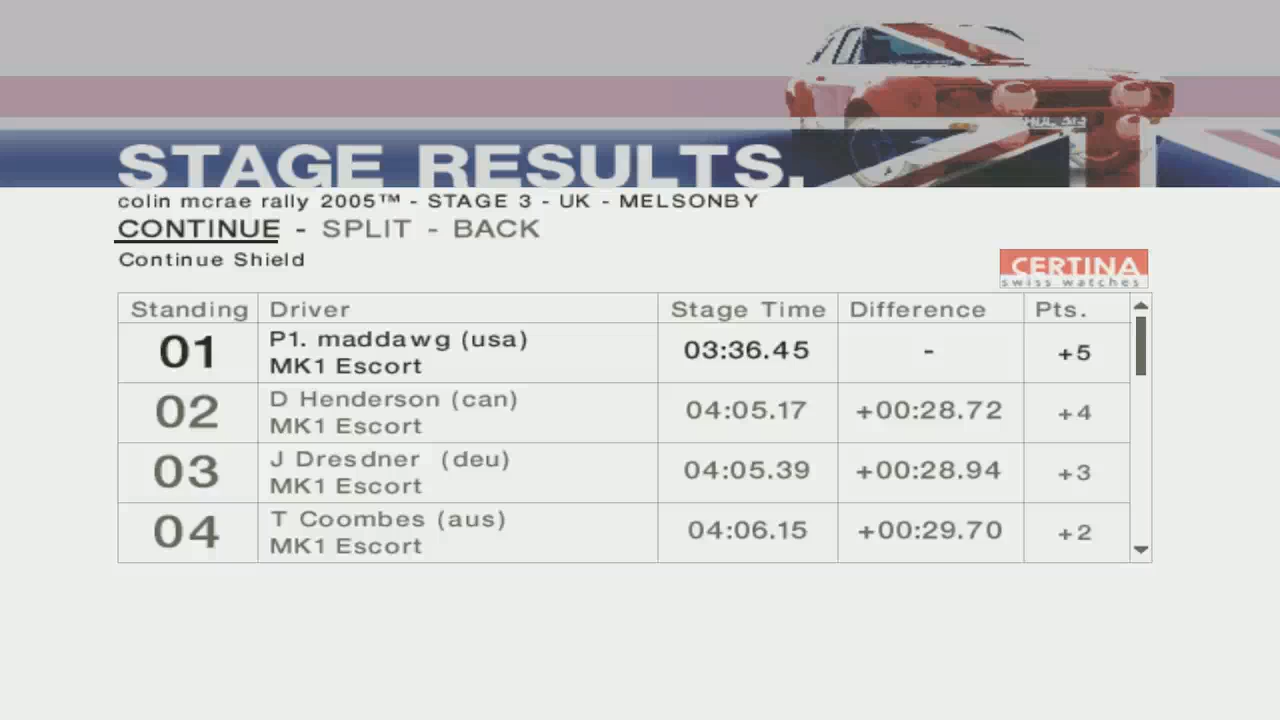 STAGE RESULTS.
colin mcrae rally 2005™ - STAGE 3 - UK - MELSONBY
CONTINUE - SPLIT - BACK
Continue Shield
CERTINA
swiss watches
Standing Driver Stage Time Difference Pts.
01 P1. maddawg (usa) 03:36.45 - +5
MK1 Escort
02 D Henderson (can) 04:05.17 +00:28.72 +4
MK1 Escort
03 J Dresdner (deu) 04:05.39 +00:28.94 +3
MK1 Escort
04 T Coombes (aus) 04:06.15 +00:29.70 +2
MK1 Escort